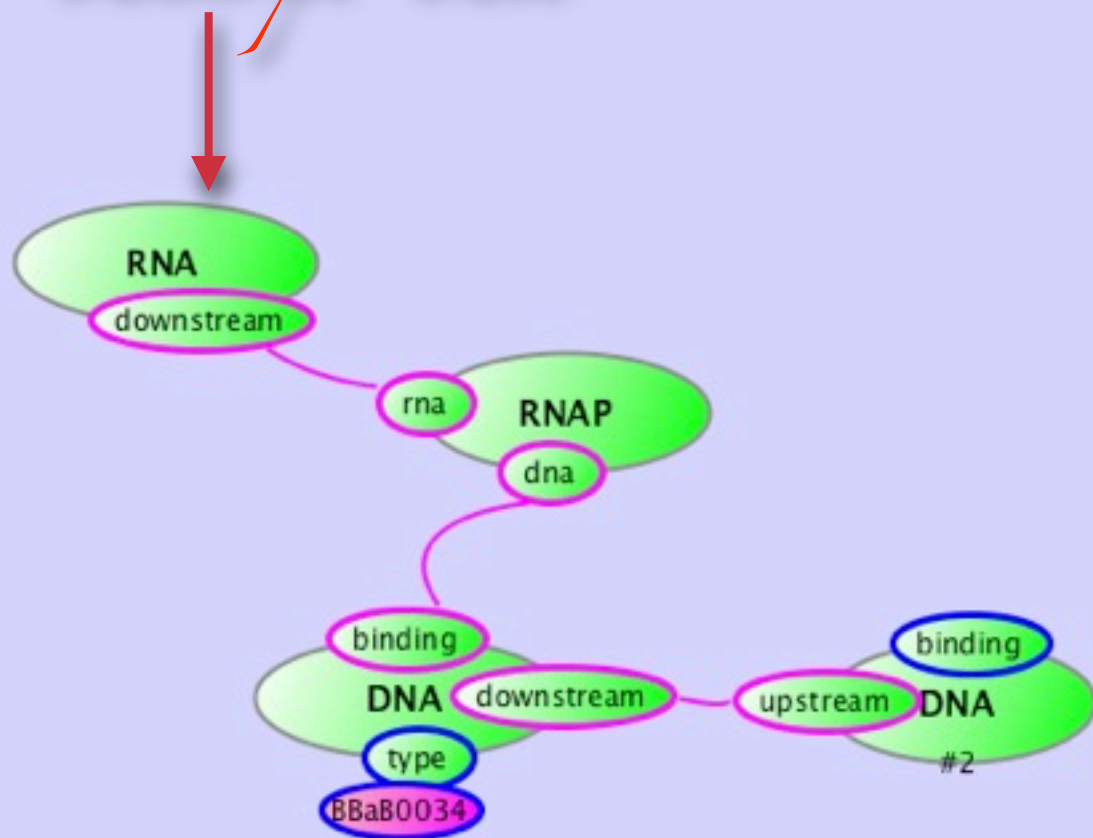 RNA
downstream
rna
RNAP
dna
binding
binding
DNA
downstream
upstream
DNA
type
#2
BBaB0034